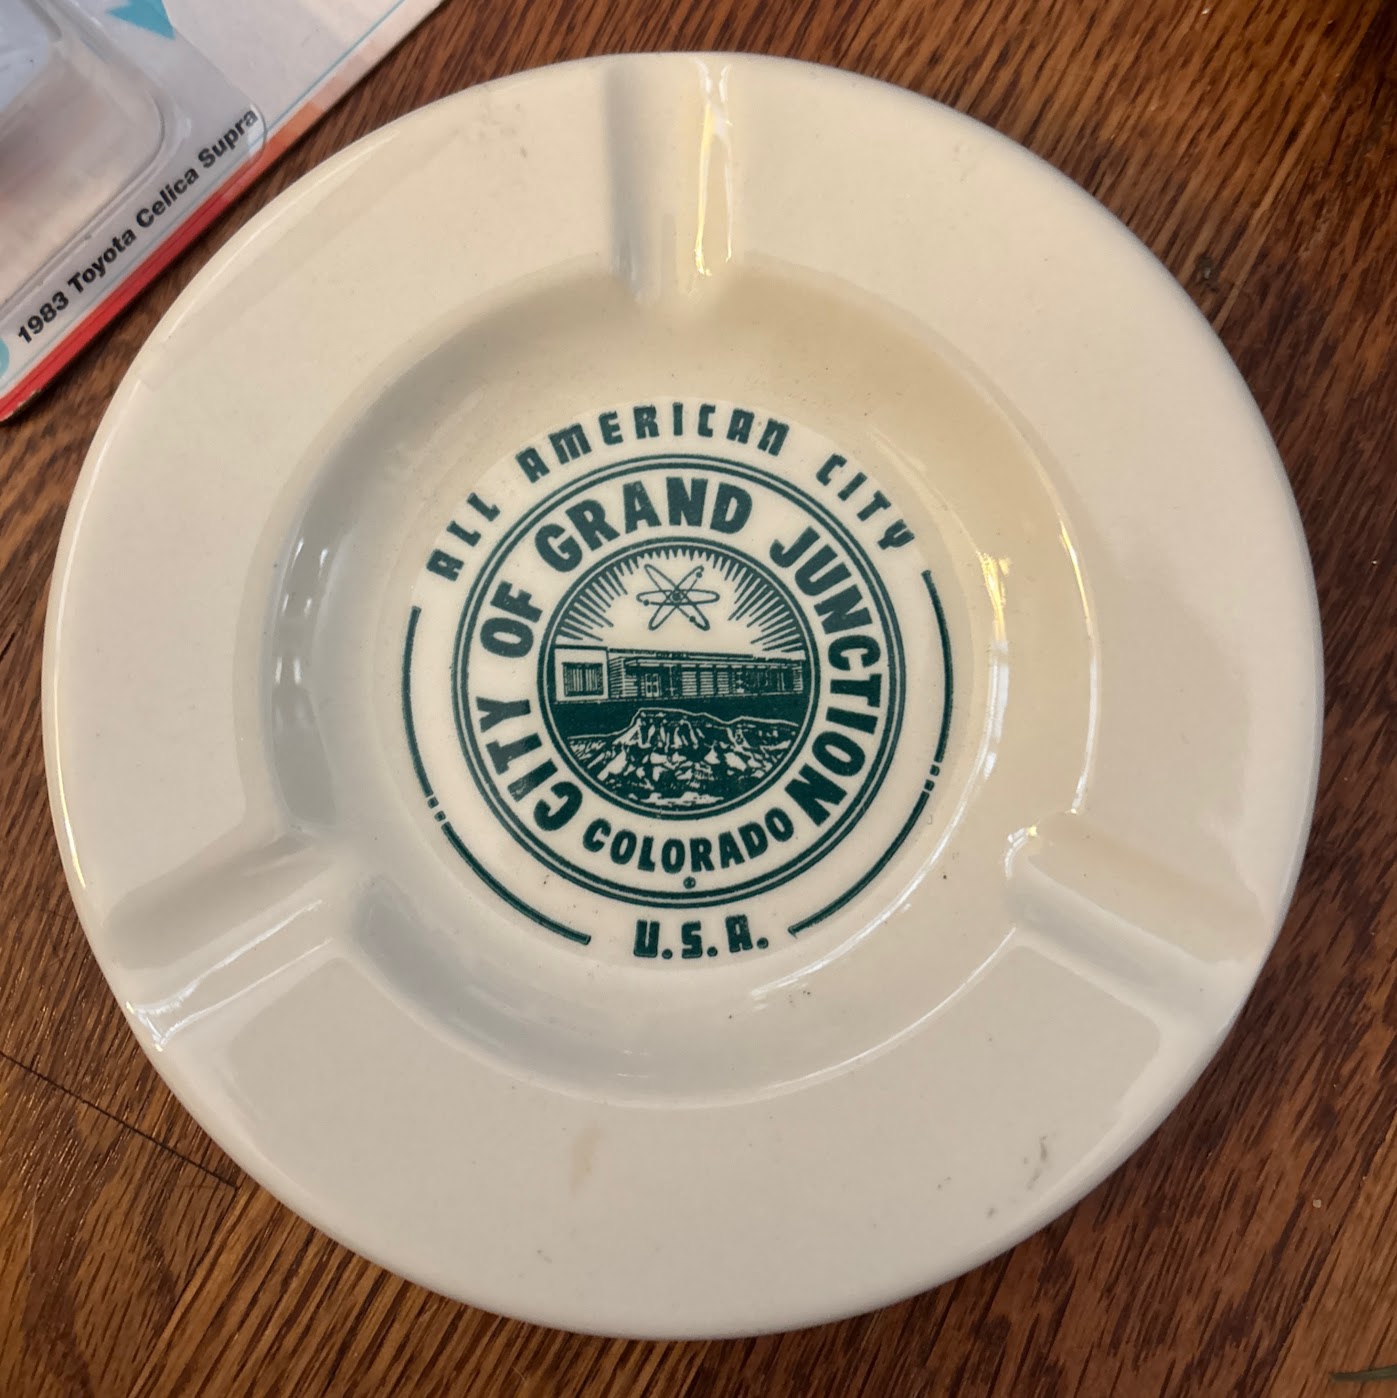 1983 Toyota Celica Supra
ALL AMERICAN CITY
CITY OF GRAND JUNCTION
COLORADO
U.S.A.